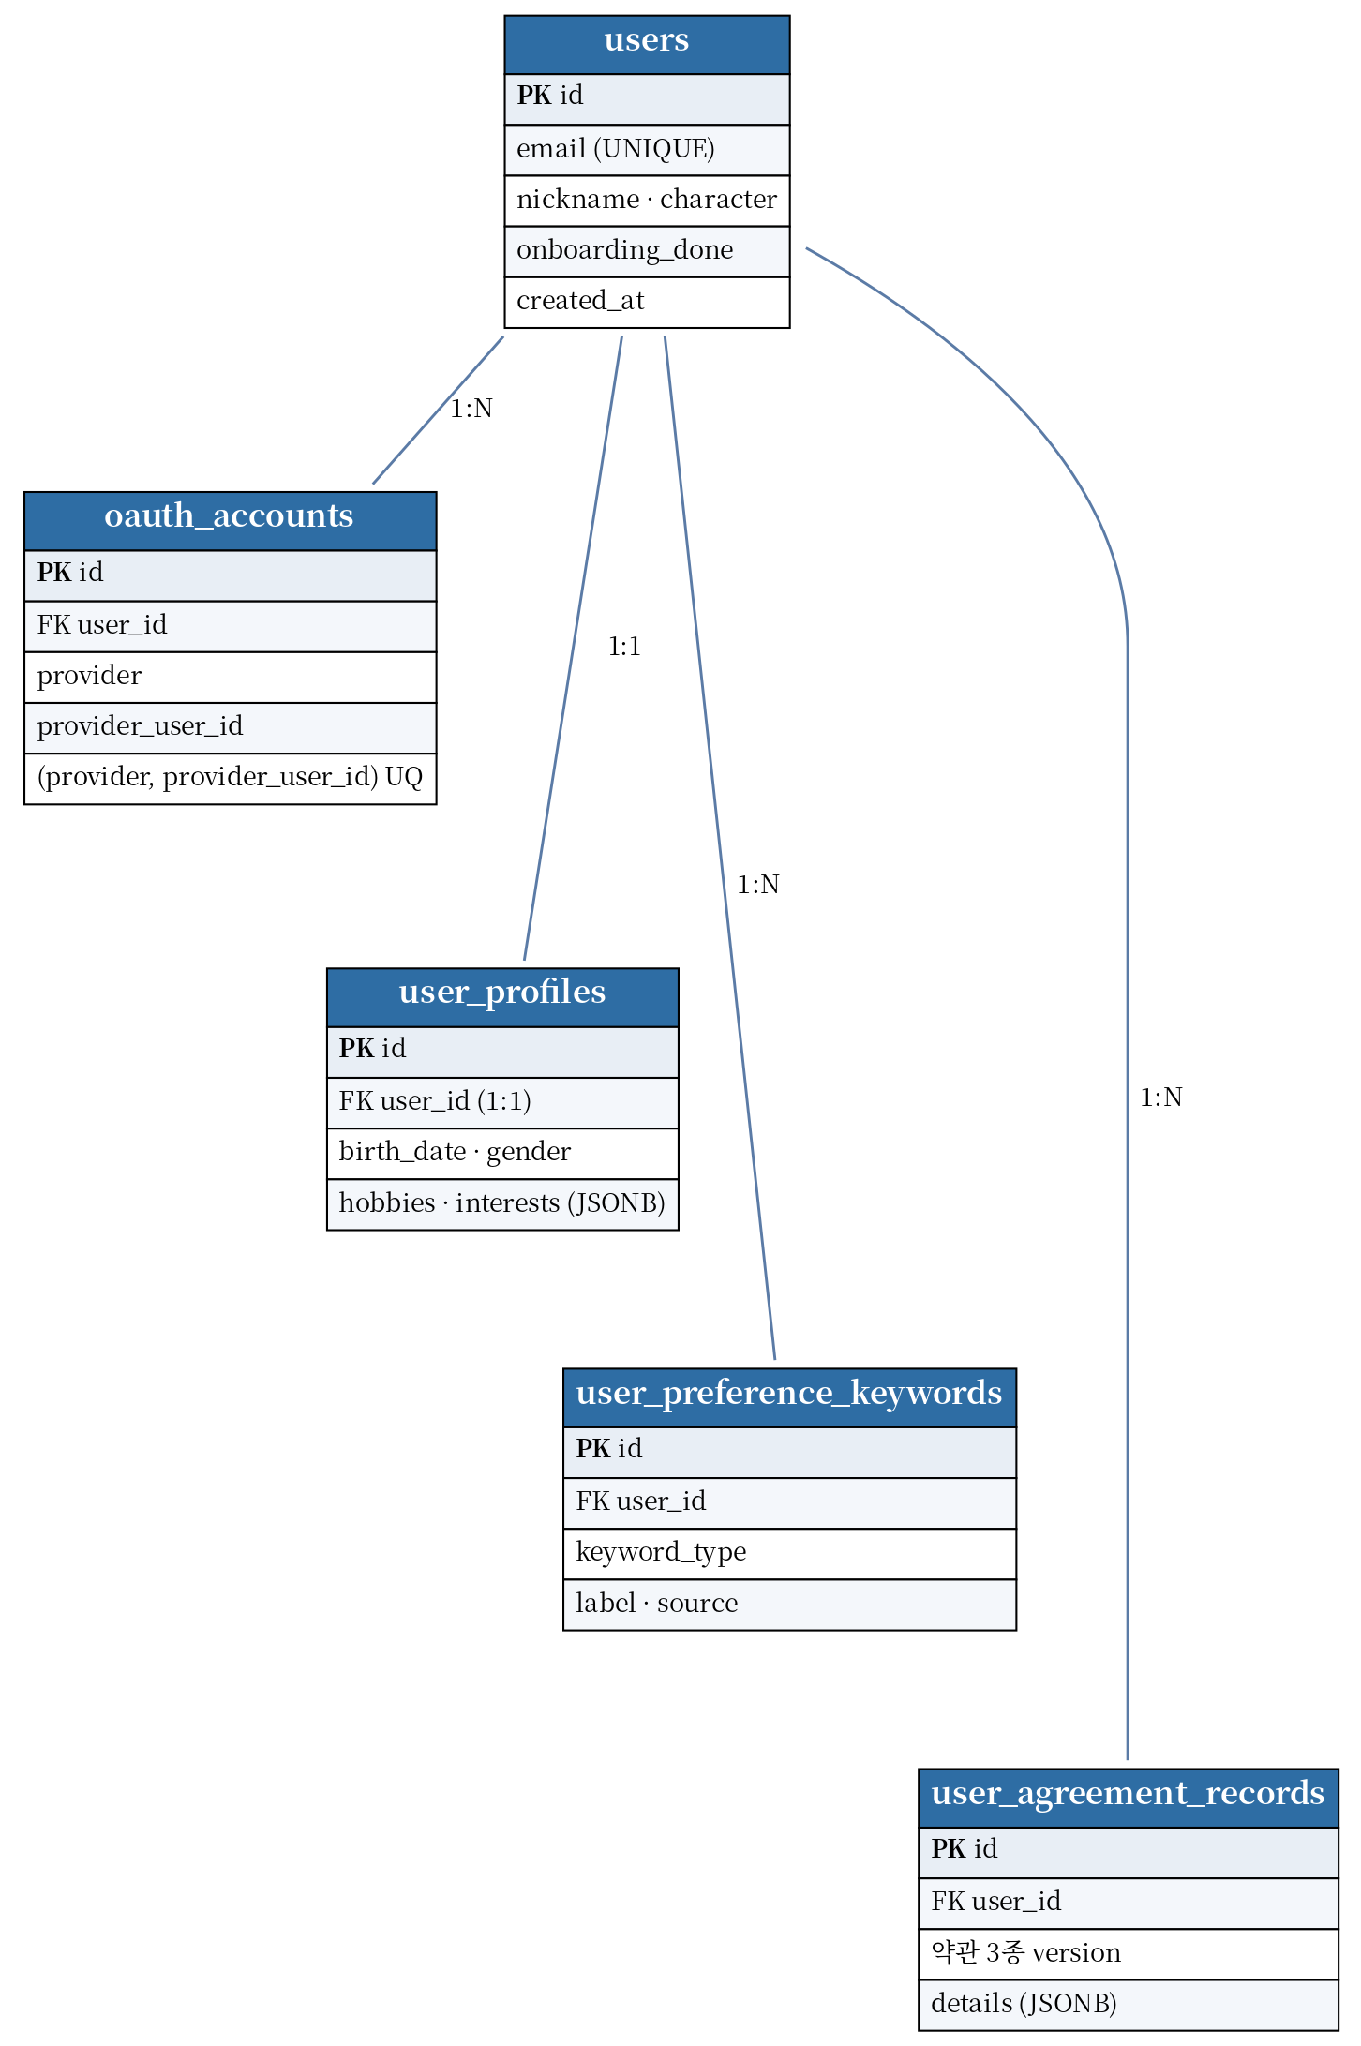 users
PK id
email (UNIQUE)
nickname · character
onboarding_done
created_at
1:N
oauth_accounts
PK id
FK user_id
provider
provider_user_id
(provider, provider_user_id) UQ
1:1
user_profiles
PK id
FK user_id (1:1)
birth_date · gender
hobbies · interests (JSONB)
1:N
user_preference_keywords
PK id
FK user_id
keyword_type
label · source
1:N
user_agreement_records
PK id
FK user_id
약관 3종 version
details (JSONB)